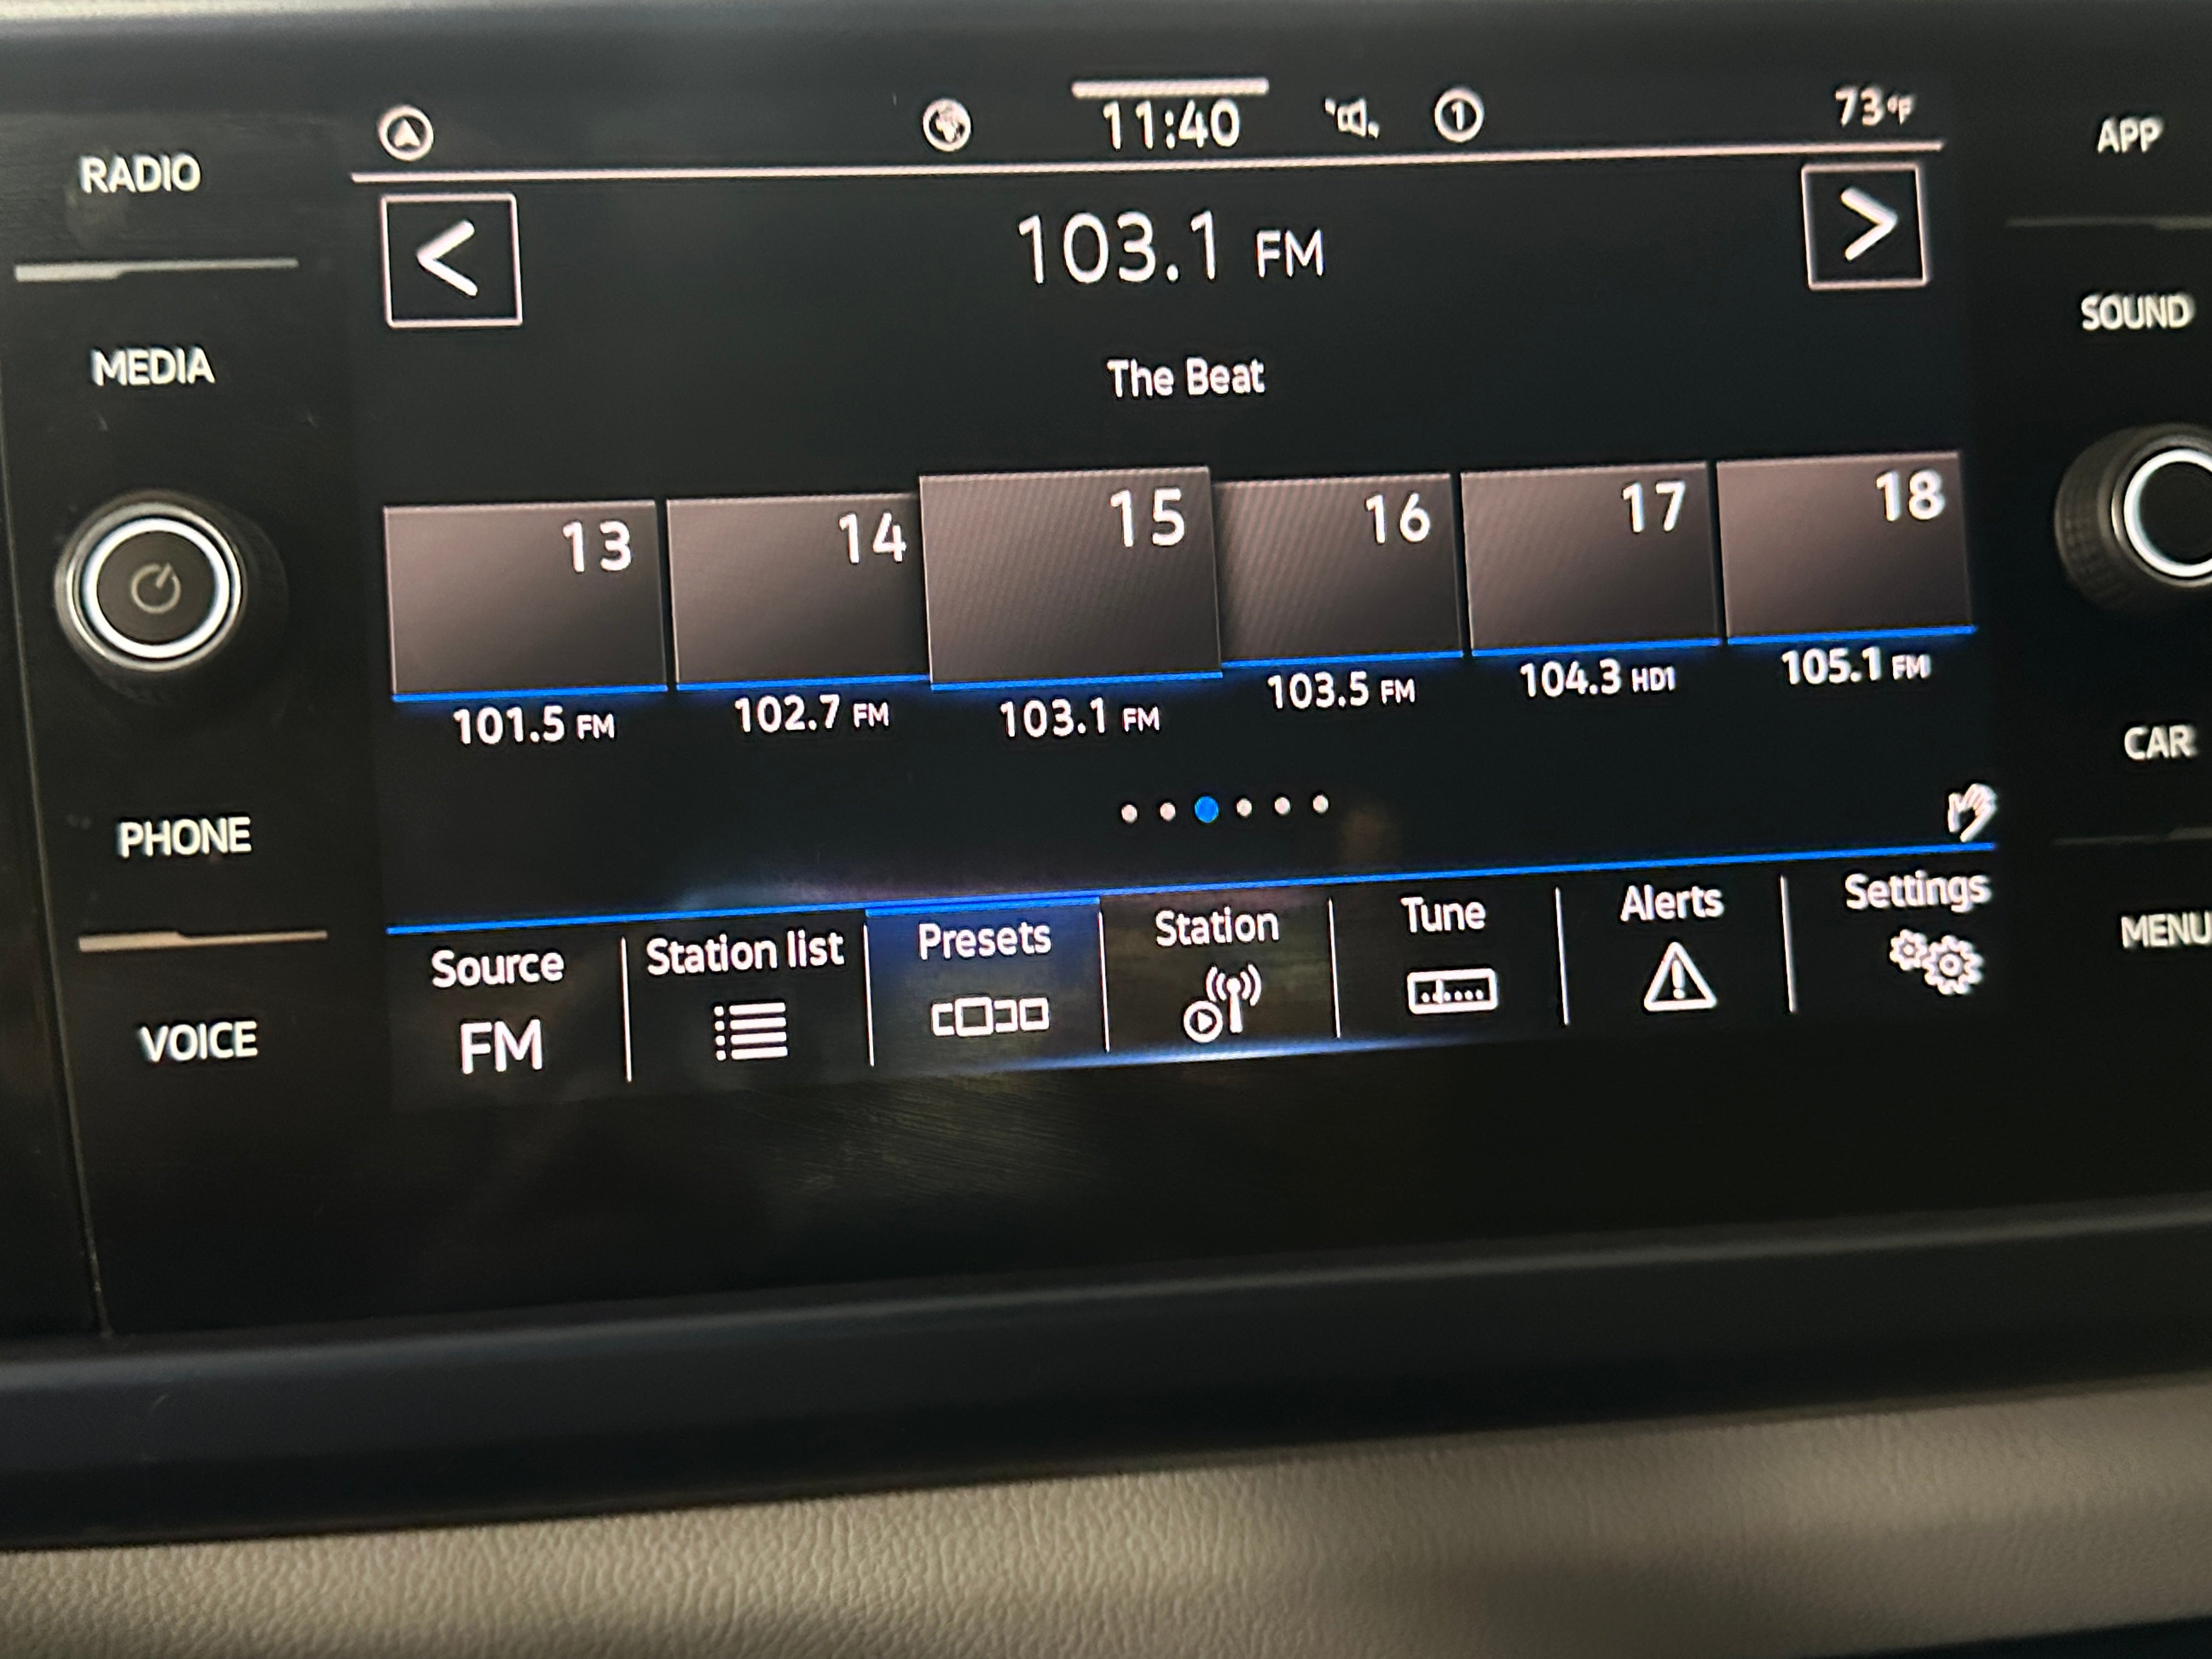 11:40
1
73°F
RADIO
MEDIA
PHONE
VOICE
103.1 FM
The Beat
13
14
15
16
17
18
101.5 FM
102.7 FM
103.1 FM
103.5 FM
104.3 HD1
105.1 FM
Source
FM
Station list
Presets
Station
Tune
Alerts
Settings
APP
SOUND
CAR
MENU